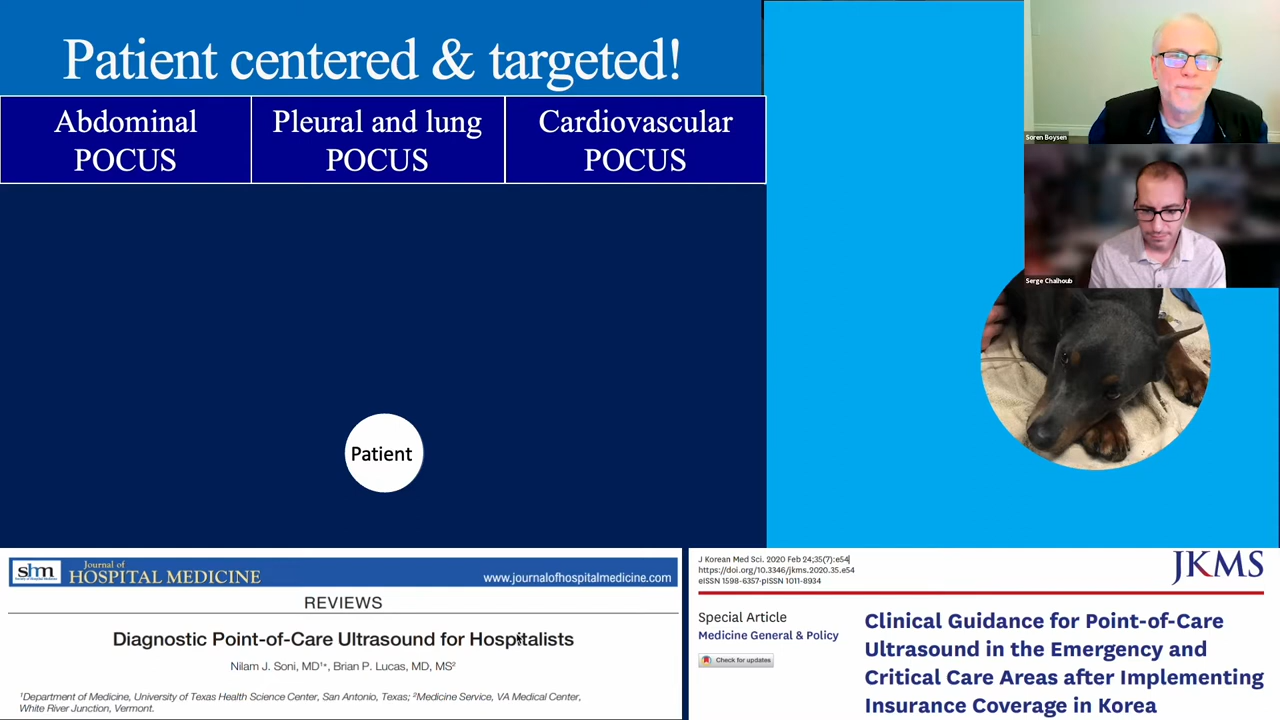 Patient centered & targeted!
Abdominal
POCUS
Pleural and lung
POCUS
Cardiovascular
POCUS
Soren Boysen
Serge Chalhoub
Patient
shm
Journal of
HOSPITAL MEDICINE
www.journalofhospitalmedicine.com
REVIEWS
Diagnostic Point-of-Care Ultrasound for Hospitalists
Nilam J. Soni, MD¹*, Brian P. Lucas, MD, MS²
¹Department of Medicine, University of Texas Health Science Center, San Antonio, Texas; ²Medicine Service, VA Medical Center,
White River Junction, Vermont.
J Korean Med Sci. 2020 Feb 24;35(7):e54
https://doi.org/10.3346/jkms.2020.35.e54
eISSN 1598-6357·pISSN 1011-8934
JKMS
Special Article
Medicine General & Policy
Check for updates
Clinical Guidance for Point-of-Care
Ultrasound in the Emergency and
Critical Care Areas after Implementing
Insurance Coverage in Korea